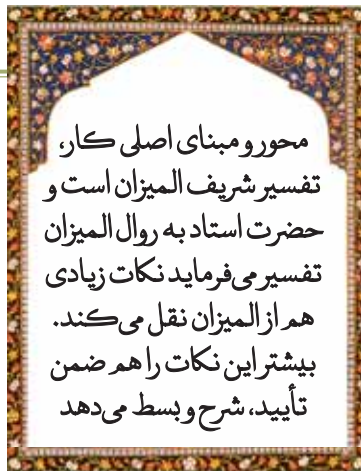 محور و مبنای اصلی کار،
تفسیر شریف المیزان است و
حضرت استاد به روال المیزان
تفسیر می‌فرماید نکات زیادی
هم از المیزان نقل می‌کند.
بیشتر این نکات را هم ضمن
تأیید، شرح و بسط می‌دهد